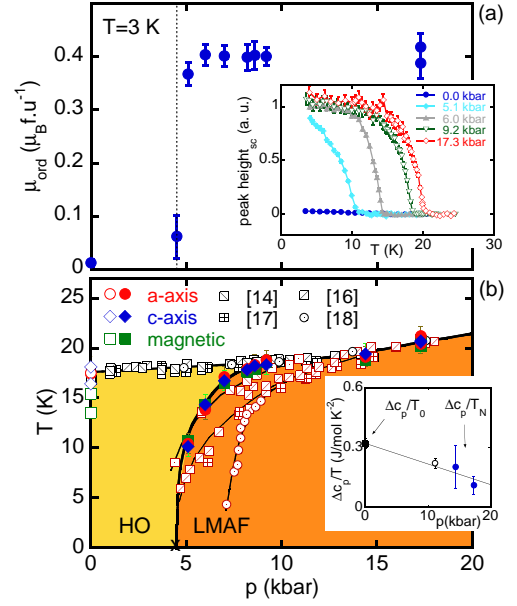 (a)
T=3 K
0.4
0.3
0.2
0.1
0
μord (μB f.u-1)
0.0 kbar
5.1 kbar
6.0 kbar
9.2 kbar
17.3 kbar
1
0.5
0
peak heightsc (a. u.)
0 10 20 30
T (K)
(b)
a-axis [14] [16]
c-axis [17] [18]
magnetic
25
20
15
10
5
0
T (K)
HO LMAF
0 5 10 15 20
p (kbar)
0.6
0.3
0
Δcp/T (J/mol K2)
Δcp/T0 Δcp/TN
0 10 20
p(kbar)